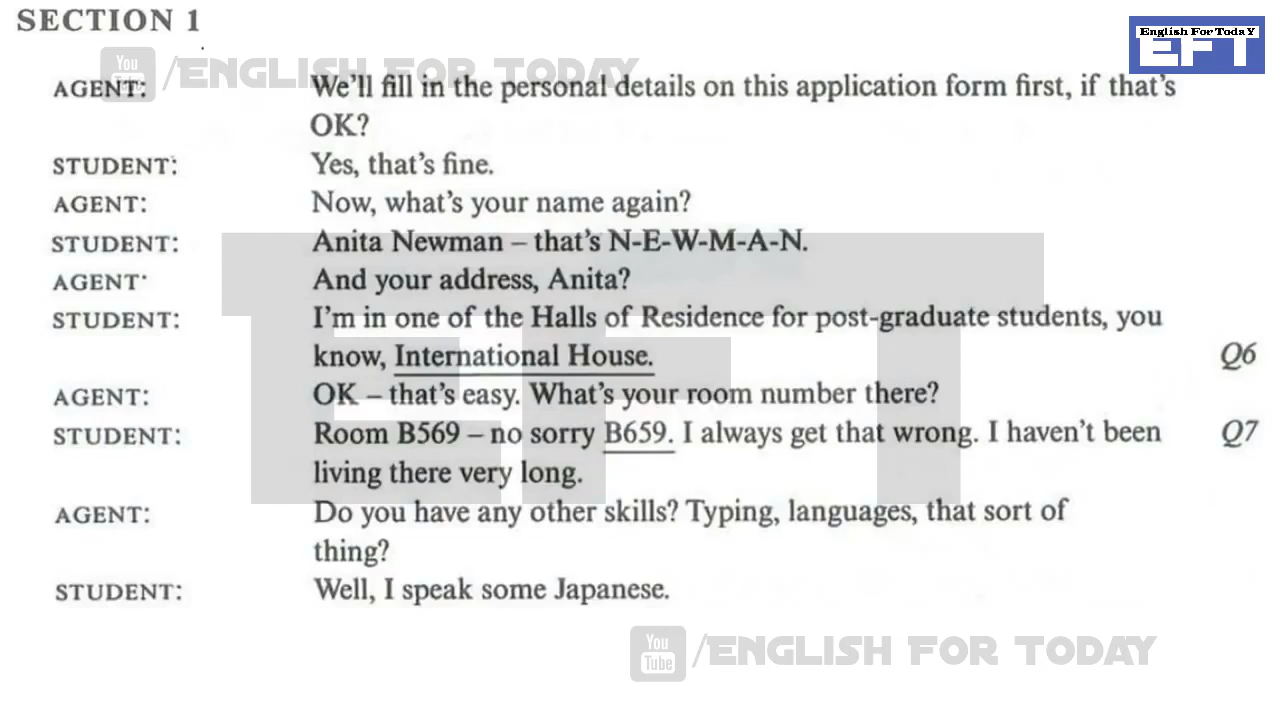 SECTION 1
English For TodaY
EFT
You Tube /ENGLISH FOR TODAY
AGENT: We'll fill in the personal details on this application form first, if that's
OK?
STUDENT: Yes, that's fine.
AGENT: Now, what's your name again?
STUDENT: Anita Newman – that's N-E-W-M-A-N.
AGENT· And your address, Anita?
STUDENT: I'm in one of the Halls of Residence for post-graduate students, you
know, International House. Q6
AGENT: OK – that's easy. What's your room number there?
STUDENT: Room B569 – no sorry B659. I always get that wrong. I haven't been Q7
living there very long.
AGENT: Do you have any other skills? Typing, languages, that sort of
thing?
STUDENT: Well, I speak some Japanese.
EFT
You Tube /ENGLISH FOR TODAY